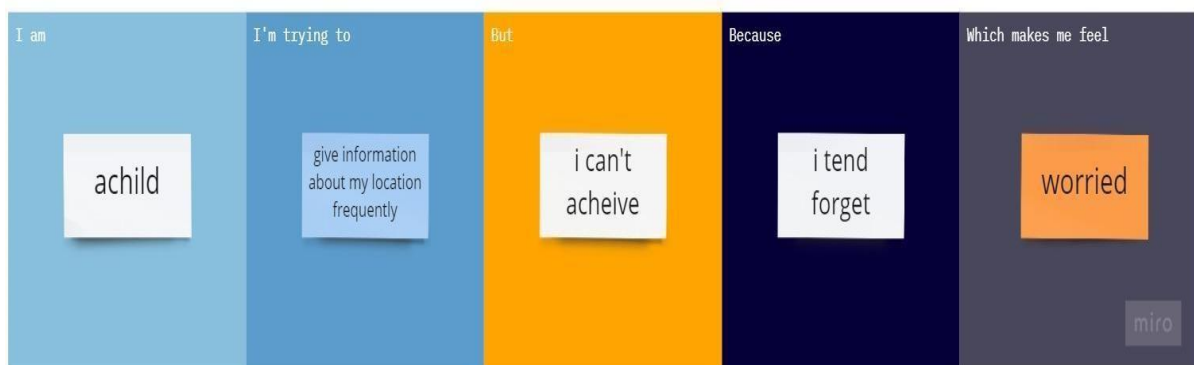 I am
achild
I'm trying to
give information
about my location
frequently
But
i can't
acheive
Because
i tend
forget
Which makes me feel
worried
miro